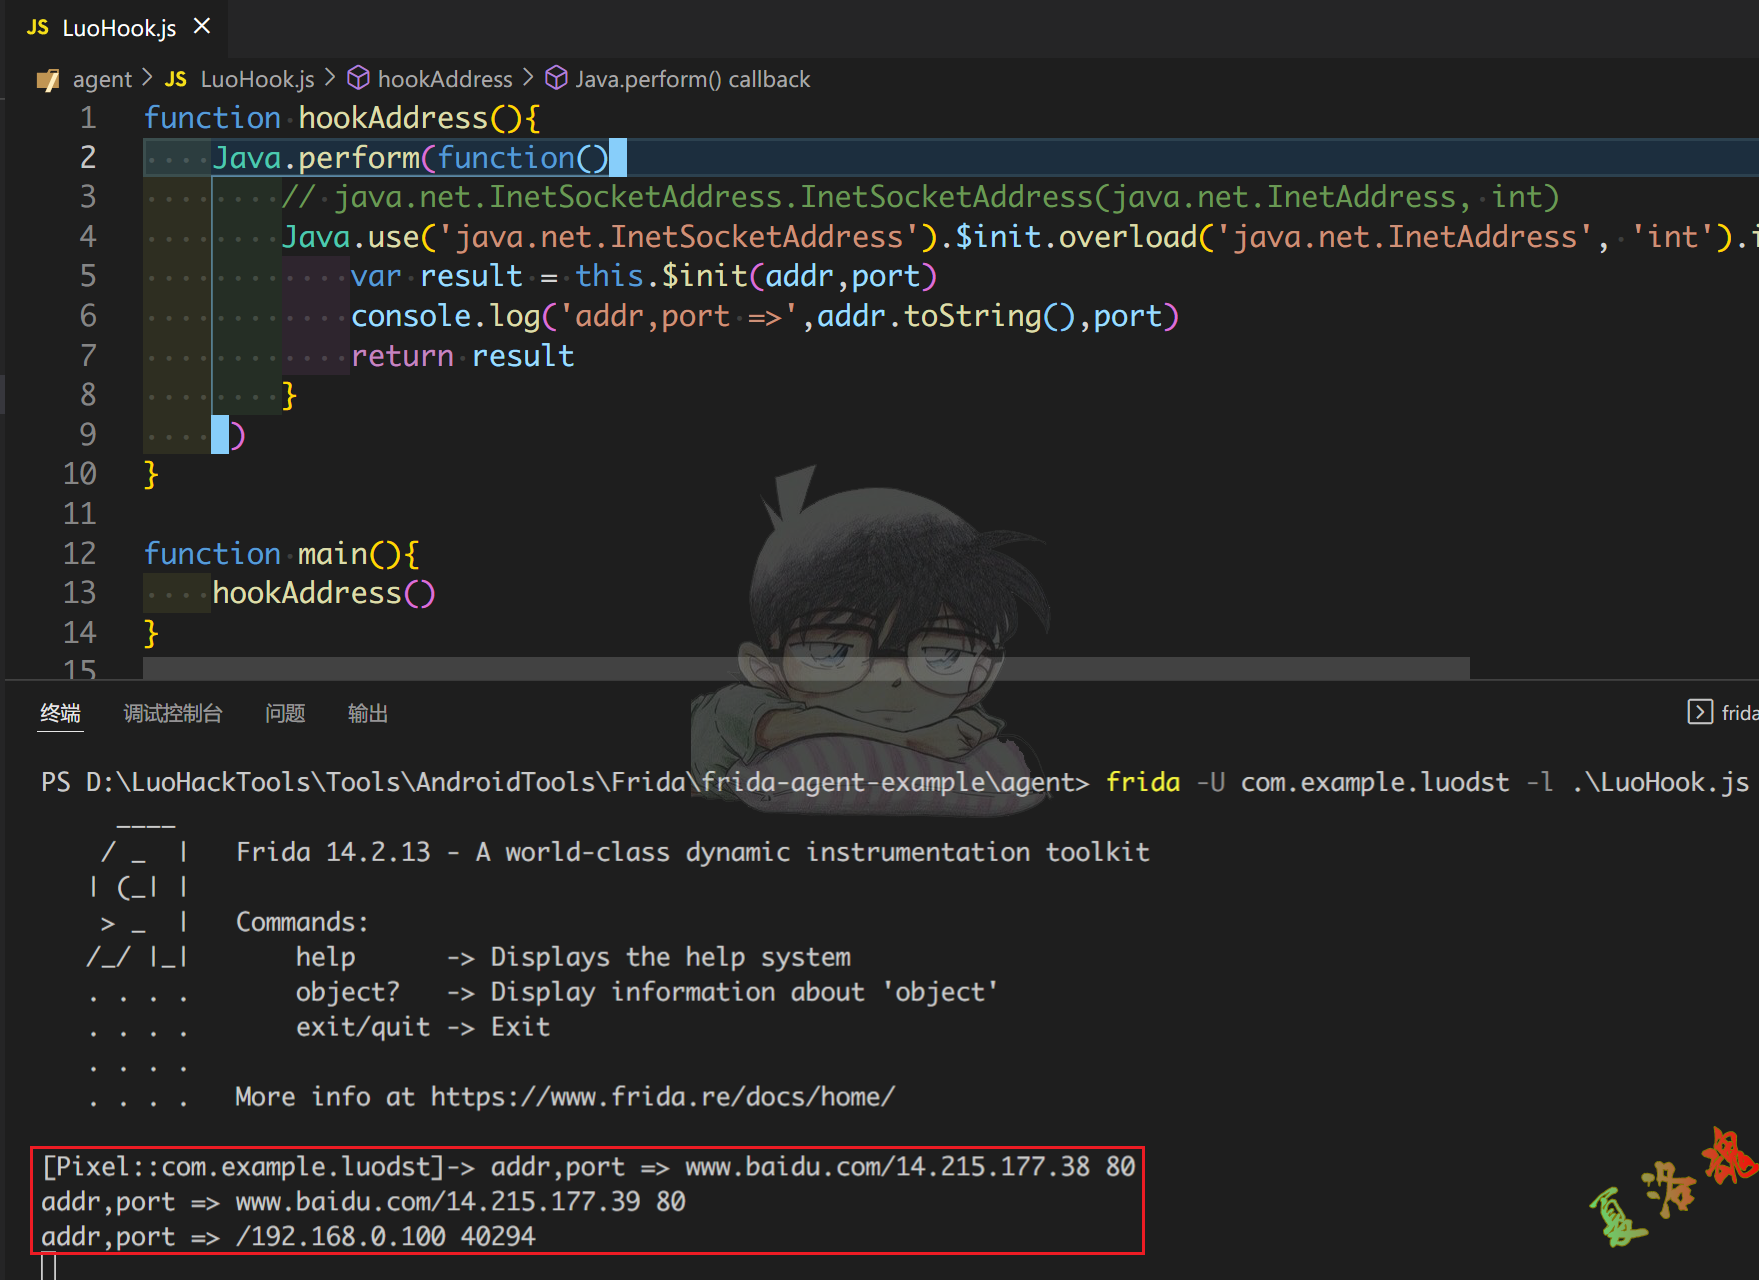 JS LuoHook.js ×
agent > JS LuoHook.js > hookAddress > Java.perform() callback
1 function hookAddress(){
2 Java.perform(function(){
3 // java.net.InetSocketAddress.InetSocketAddress(java.net.InetAddress, int)
4 Java.use('java.net.InetSocketAddress').$init.overload('java.net.InetAddress', 'int').i
5 var result = this.$init(addr,port)
6 console.log('addr,port =>',addr.toString(),port)
7 return result
8 }
9 })
10 }
11
12 function main(){
13 hookAddress()
14 }
15
终端 调试控制台 问题 输出 frida
PS D:\LuoHackTools\Tools\AndroidTools\Frida\frida-agent-example\agent> frida -U com.example.luodst -l .\LuoHook.js
     ____
    / _  |   Frida 14.2.13 - A world-class dynamic instrumentation toolkit
   | (_| |
    > _  |   Commands:
   /_/ |_|       help      -> Displays the help system
   . . . .       object?   -> Display information about 'object'
   . . . .       exit/quit -> Exit
   . . . .
   . . . .   More info at https://www.frida.re/docs/home/
[Pixel::com.example.luodst]-> addr,port => www.baidu.com/14.215.177.38 80
addr,port => www.baidu.com/14.215.177.39 80
addr,port => /192.168.0.100 40294
夏洛魂